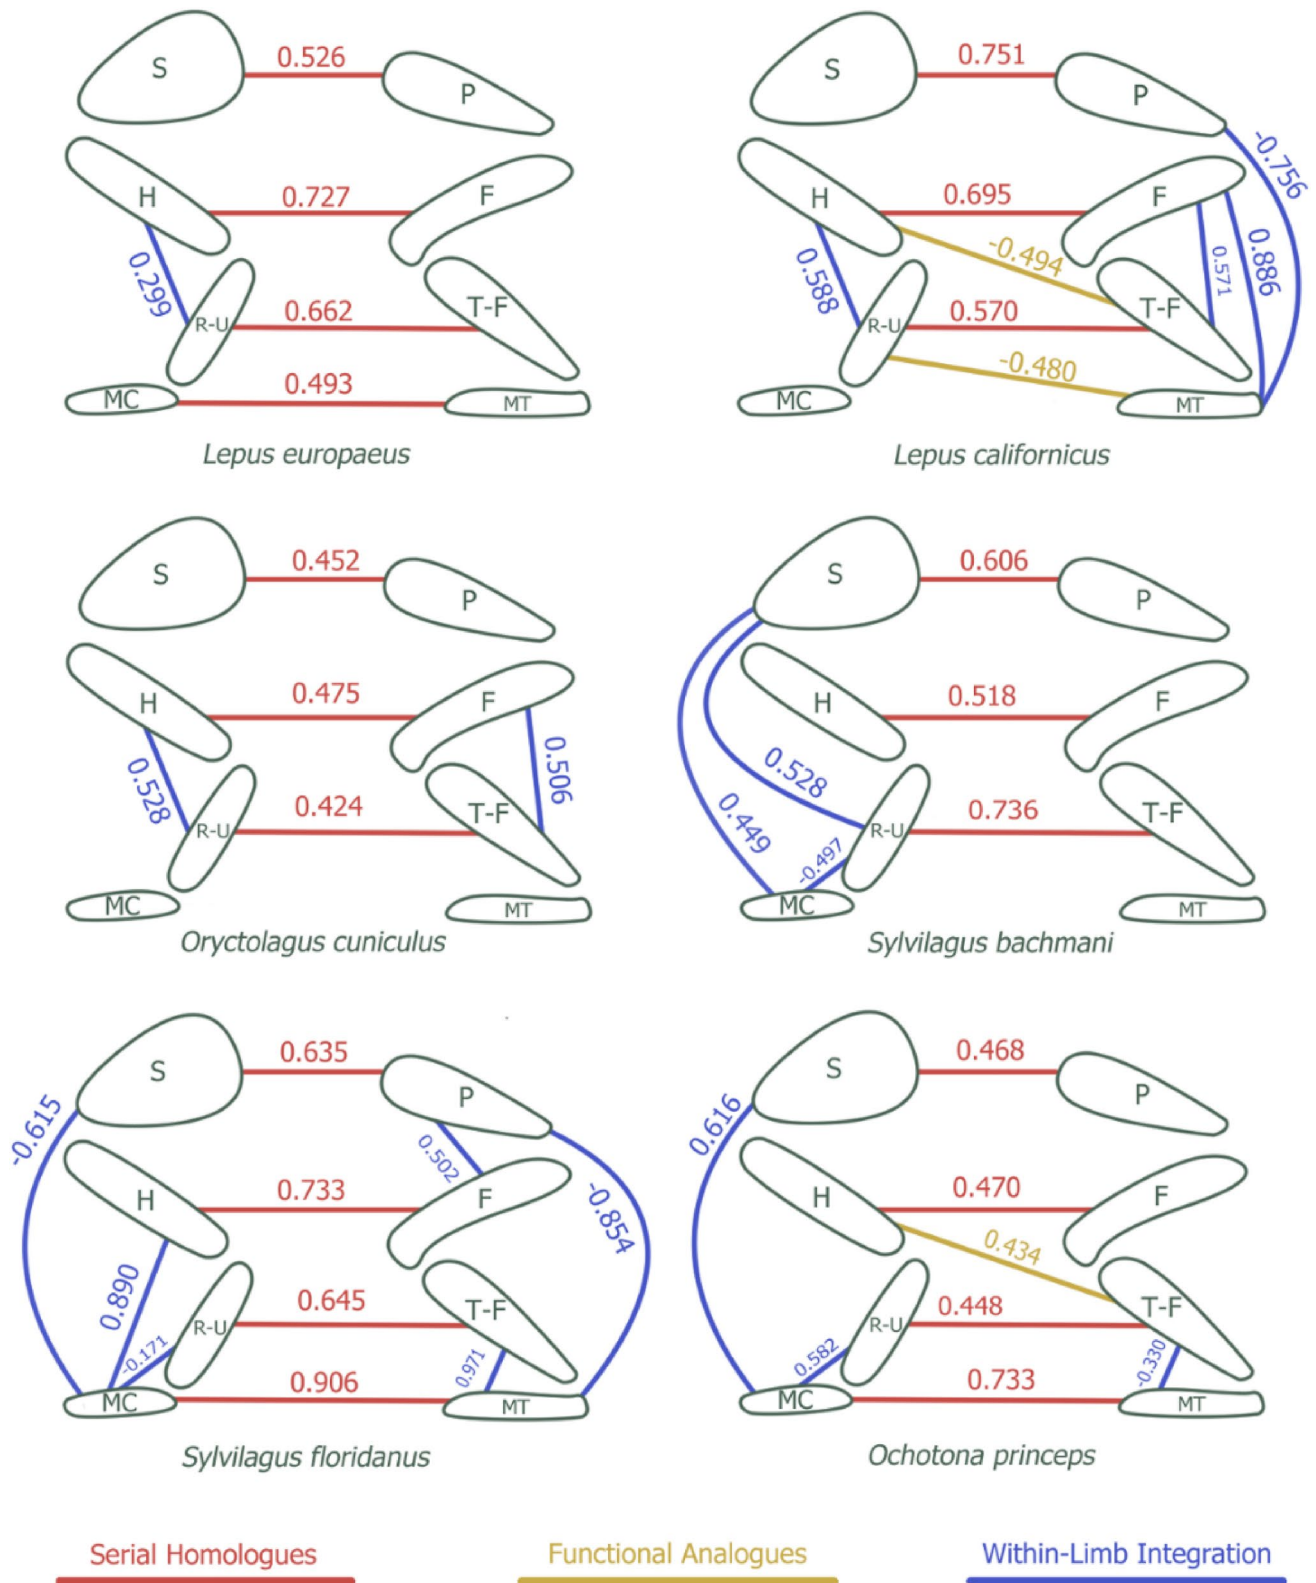 S 0.526 P
H 0.727 F
0.299
R-U 0.662 T-F
MC 0.493 MT
Lepus europaeus
S 0.751 P
-0.756
H 0.695 F
-0.494
0.588
0.571
0.886
R-U 0.570 T-F
-0.480
MC MT
Lepus californicus
S 0.452 P
H 0.475 F
0.528
0.506
R-U 0.424 T-F
MC MT
Oryctolagus cuniculus
S 0.606 P
H 0.518 F
0.528
0.449
R-U 0.736 T-F
-0.497
MC MT
Sylvilagus bachmani
S 0.635 P
-0.615
0.502
H 0.733 F
-0.854
0.890
R-U 0.645 T-F
-0.171
0.971
MC 0.906 MT
Sylvilagus floridanus
S 0.468 P
0.616
H 0.470 F
0.434
R-U 0.448 T-F
0.582
-0.330
MC 0.733 MT
Ochotona princeps
Serial Homologues
Functional Analogues
Within-Limb Integration